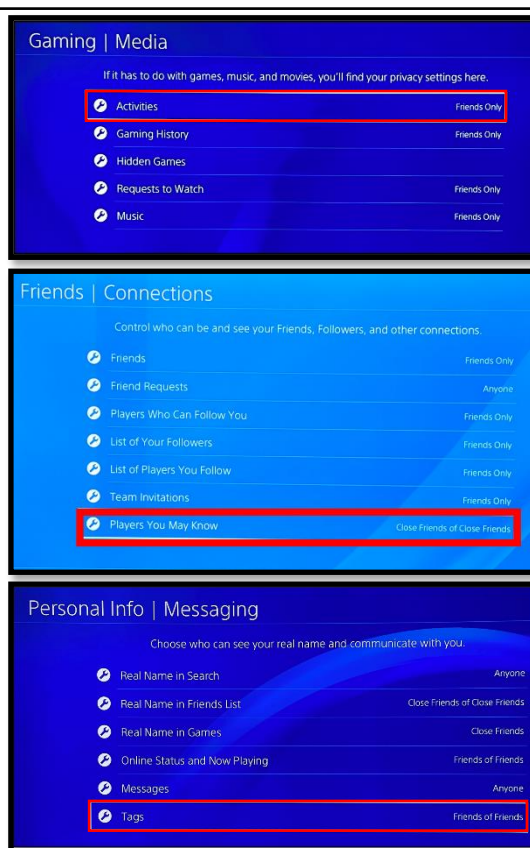 Gaming | Media
If it has to do with games, music, and movies, you'll find your privacy settings here.
Activities Friends Only
Gaming History Friends Only
Hidden Games
Requests to Watch Friends Only
Music Friends Only
Friends | Connections
Control who can be and see your Friends, Followers, and other connections.
Friends Friends Only
Friend Requests Anyone
Players Who Can Follow You Friends Only
List of Your Followers Friends Only
List of Players You Follow Friends Only
Team Invitations Friends Only
Players You May Know Close Friends of Close Friends
Personal Info | Messaging
Choose who can see your real name and communicate with you.
Real Name in Search Anyone
Real Name in Friends List Close Friends of Close Friends
Real Name in Games Close Friends
Online Status and Now Playing Friends of Friends
Messages Anyone
Tags Friends of Friends